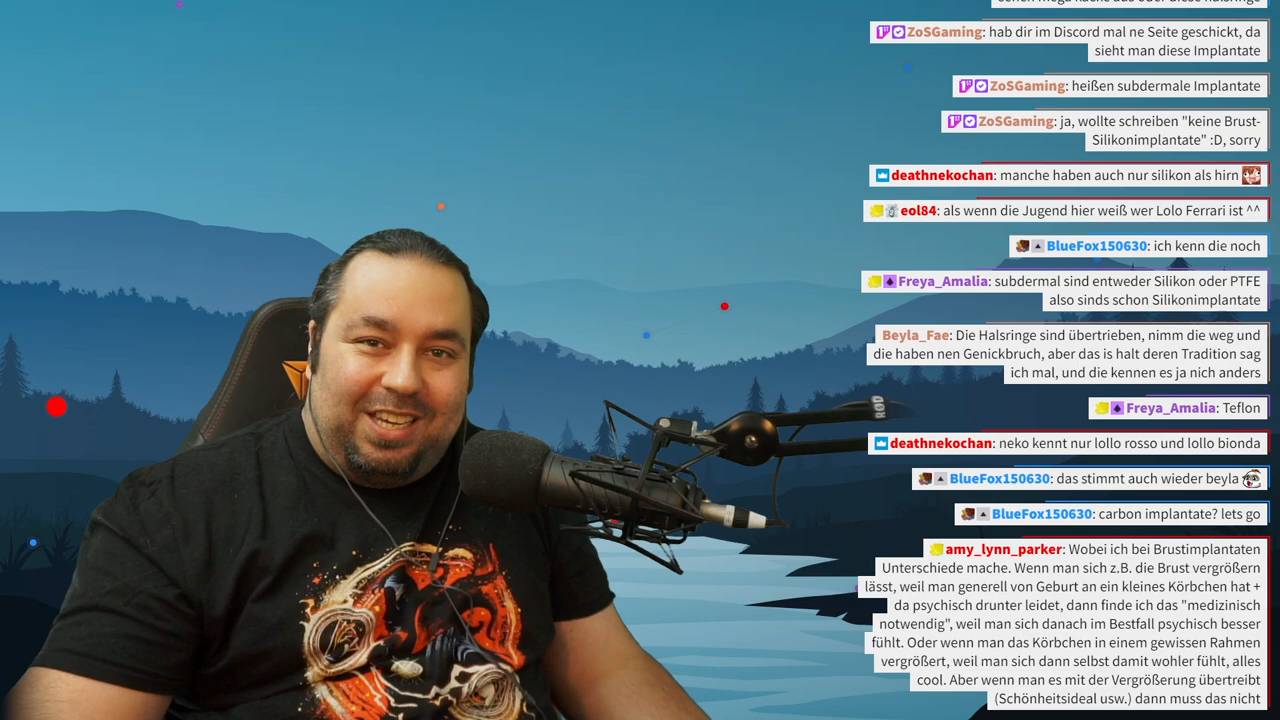 ZoSGaming: hab dir im Discord mal ne Seite geschickt, da
sieht man diese Implantate
ZoSGaming: heißen subdermale Implantate
ZoSGaming: ja, wollte schreiben "keine Brust-
Silikonimplantate" :D, sorry
deathnekochan: manche haben auch nur silikon als hirn
eol84: als wenn die Jugend hier weiß wer Lolo Ferrari ist ^^
BlueFox150630: ich kenn die noch
Freya_Amalia: subdermal sind entweder Silikon oder PTFE
also sinds schon Silikonimplantate
Beyla_Fae: Die Halsringe sind übertrieben, nimm die weg und
die haben nen Genickbruch, aber das is halt deren Tradition sag
ich mal, und die kennen es ja nich anders
Freya_Amalia: Teflon
deathnekochan: neko kennt nur lollo rosso und lollo bionda
BlueFox150630: das stimmt auch wieder beyla
BlueFox150630: carbon implantate? lets go
amy_lynn_parker: Wobei ich bei Brustimplantaten
Unterschiede mache. Wenn man sich z.B. die Brust vergrößern
lässt, weil man generell von Geburt an ein kleines Körbchen hat +
da psychisch drunter leidet, dann finde ich das "medizinisch
notwendig", weil man sich danach im Bestfall psychisch besser
fühlt. Oder wenn man das Körbchen in einem gewissen Rahmen
vergrößert, weil man sich dann selbst damit wohler fühlt, alles
cool. Aber wenn man es mit der Vergrößerung übertreibt
(Schönheitsideal usw.) dann muss das nicht
RØDE